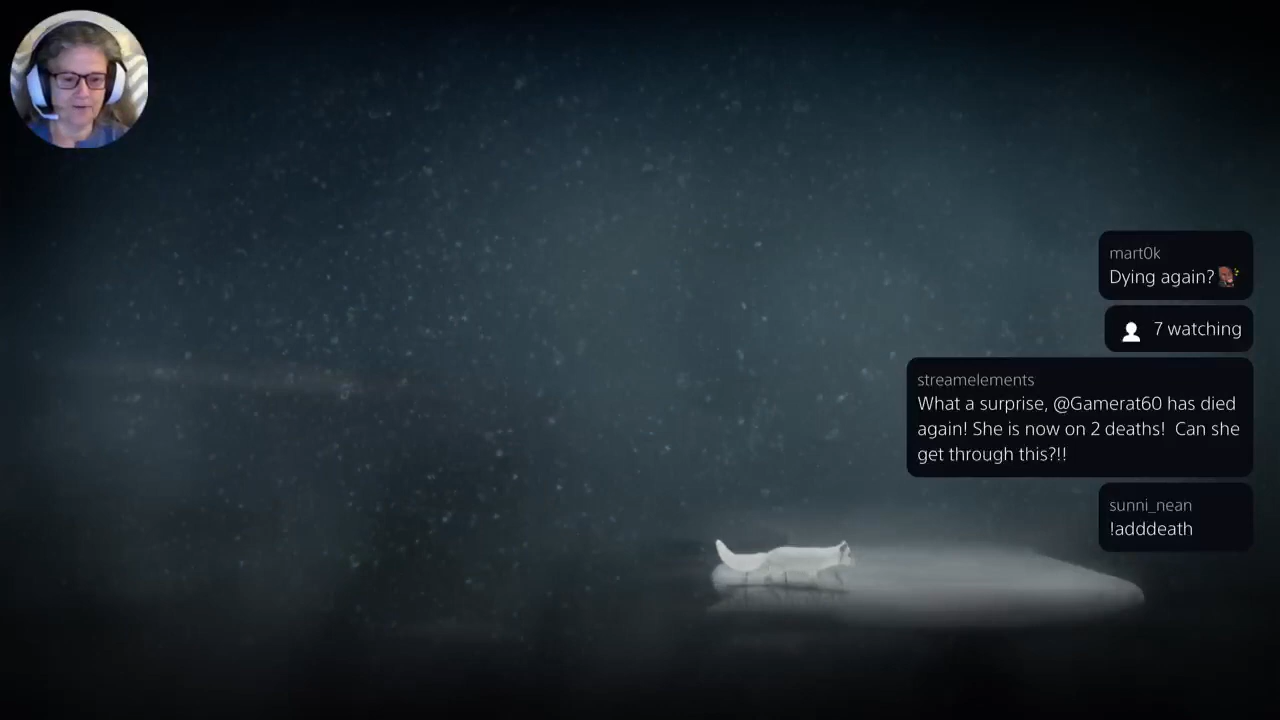 mart0k
Dying again?
7 watching
streamelements
What a surprise, @Gamerat60 has died
again! She is now on 2 deaths!  Can she
get through this?!!
sunni_nean
!adddeath